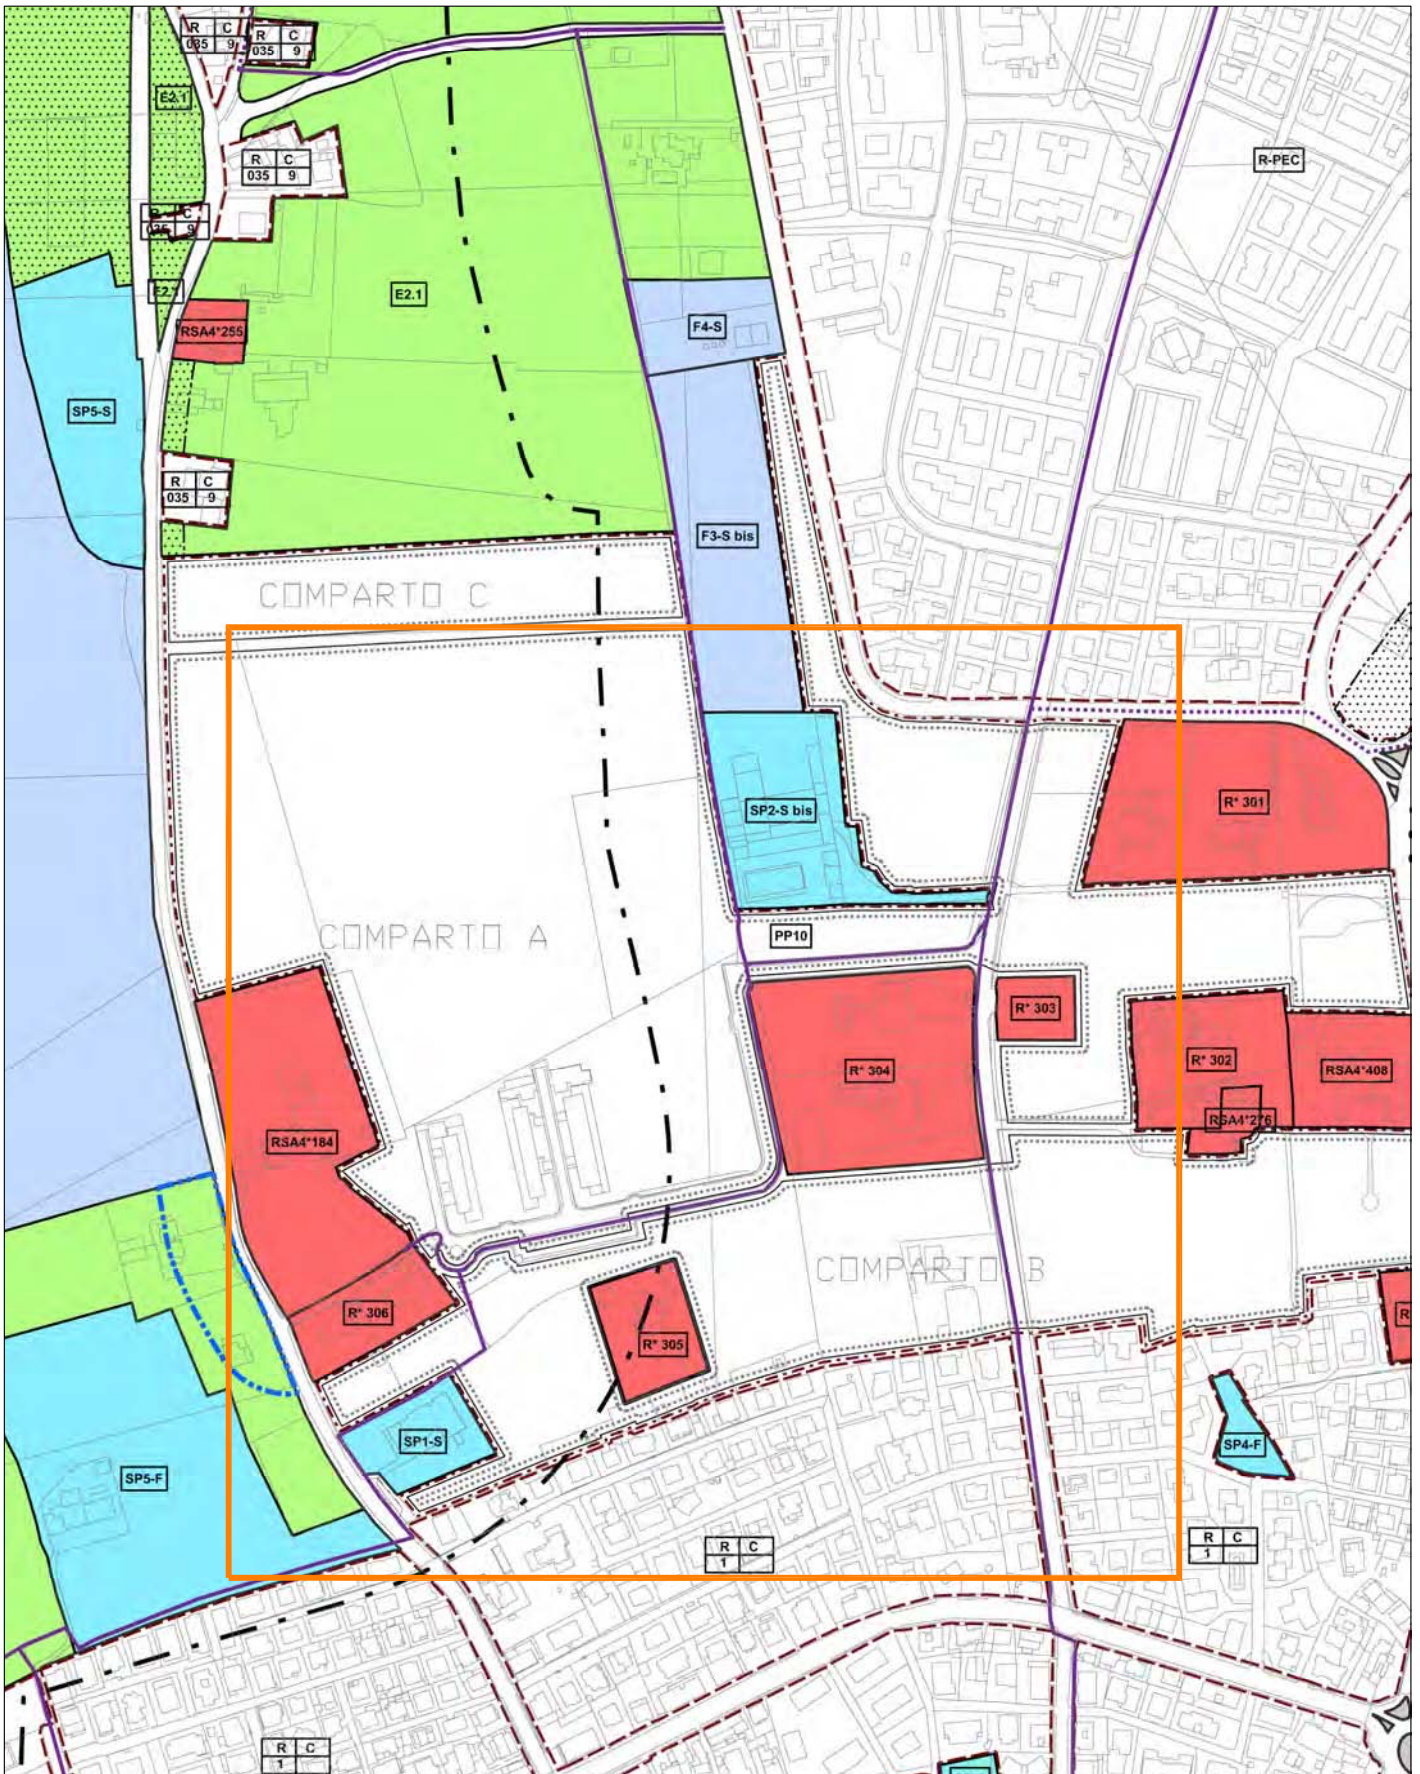 R C
035 9
R C
035 9
E2.1
R C
035 9
R-PEC
R C
035 9
E2.1
E2.1
RSA4*255
F4-S
SP5-S
R C
035 9
F3-S bis
COMPARTO C
R* 301
SP2-S bis
COMPARTO A
PP10
R* 303
R* 304
R* 302
RSA4*408
RSA4*276
RSA4*184
COMPARTO B
R* 306
R* 305
R
SP1-S
SP4-F
SP5-F
R C
1
R C
1
R C
1